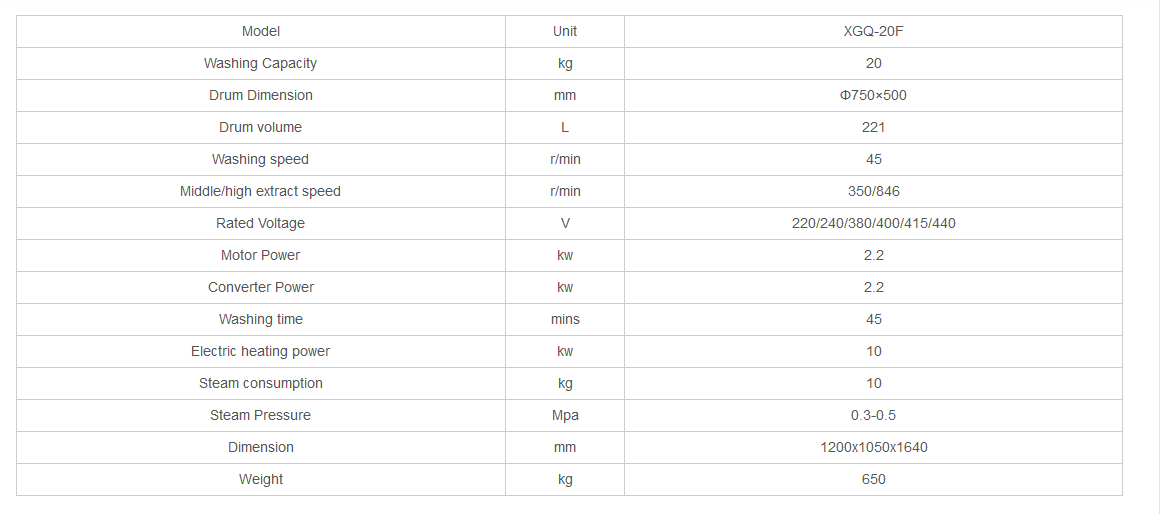 Model Unit XGQ-20F
Washing Capacity kg 20
Drum Dimension mm Φ750×500
Drum volume L 221
Washing speed r/min 45
Middle/high extract speed r/min 350/846
Rated Voltage V 220/240/380/400/415/440
Motor Power kw 2.2
Converter Power kw 2.2
Washing time mins 45
Electric heating power kw 10
Steam consumption kg 10
Steam Pressure Mpa 0.3-0.5
Dimension mm 1200x1050x1640
Weight kg 650